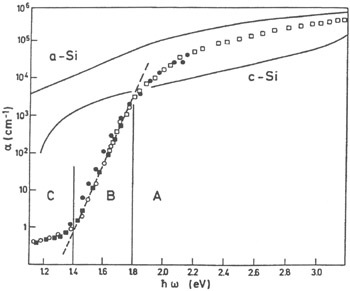 10⁶
10⁵
10⁴
10³
10²
10
1
α (cm⁻¹)
a-Si
c-Si
C
B
A
1.2
1.4
1.6
1.8
2.0
2.2
2.4
2.6
2.8
3.0
ħω (eV)